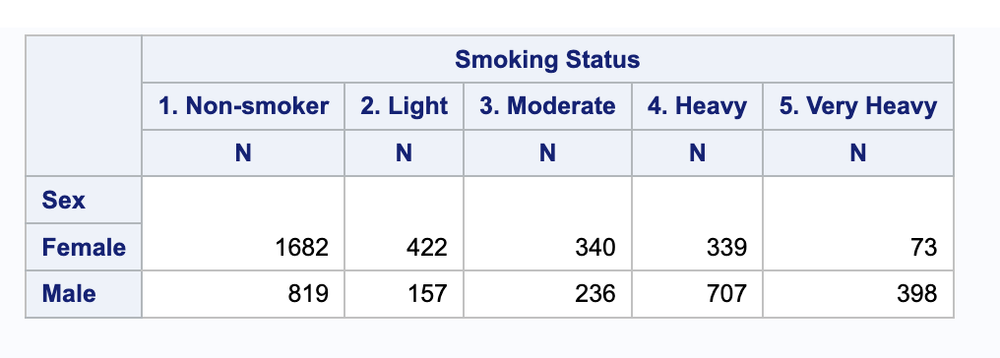 Smoking Status
1. Non-smoker 2. Light 3. Moderate 4. Heavy 5. Very Heavy
N N N N N
Sex
Female 1682 422 340 339 73
Male 819 157 236 707 398